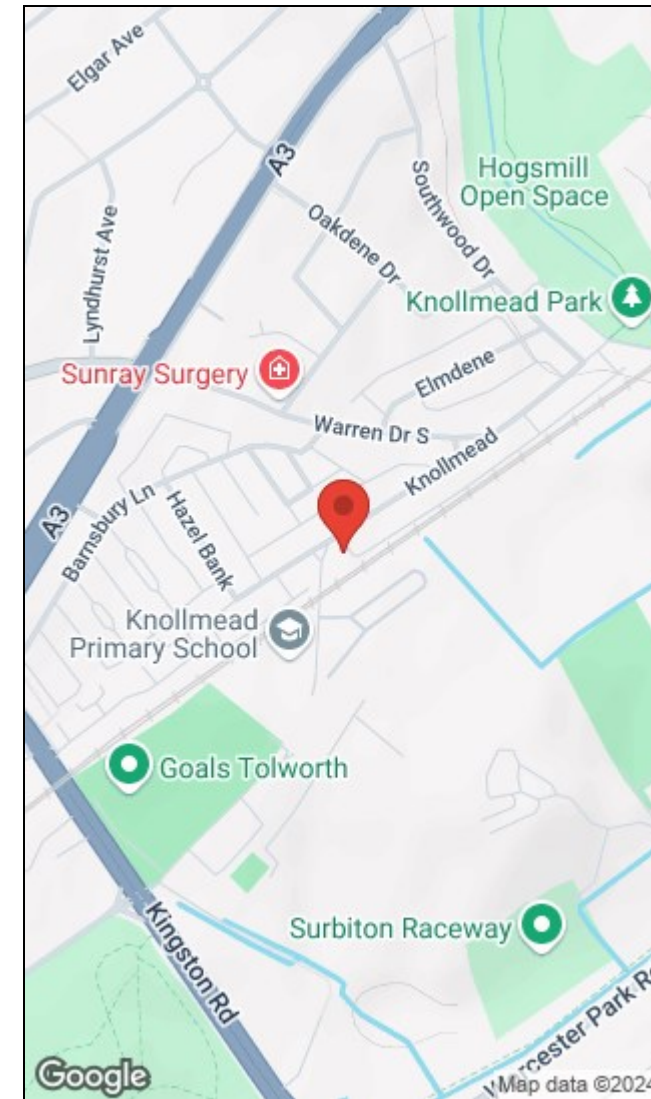 Elgar Ave
A3
Hogsmill
Open Space
Southwood Dr
Oakdene Dr
Lyndhurst Ave
Knollmead Park
Sunray Surgery
Elmdene
Warren Dr S
Knollmead
Barnsbury Ln
A3
Hazel Bank
Knollmead
Primary School
Goals Tolworth
Surbiton Raceway
Kingston Rd
Worcester Park
Google
Map data ©2024